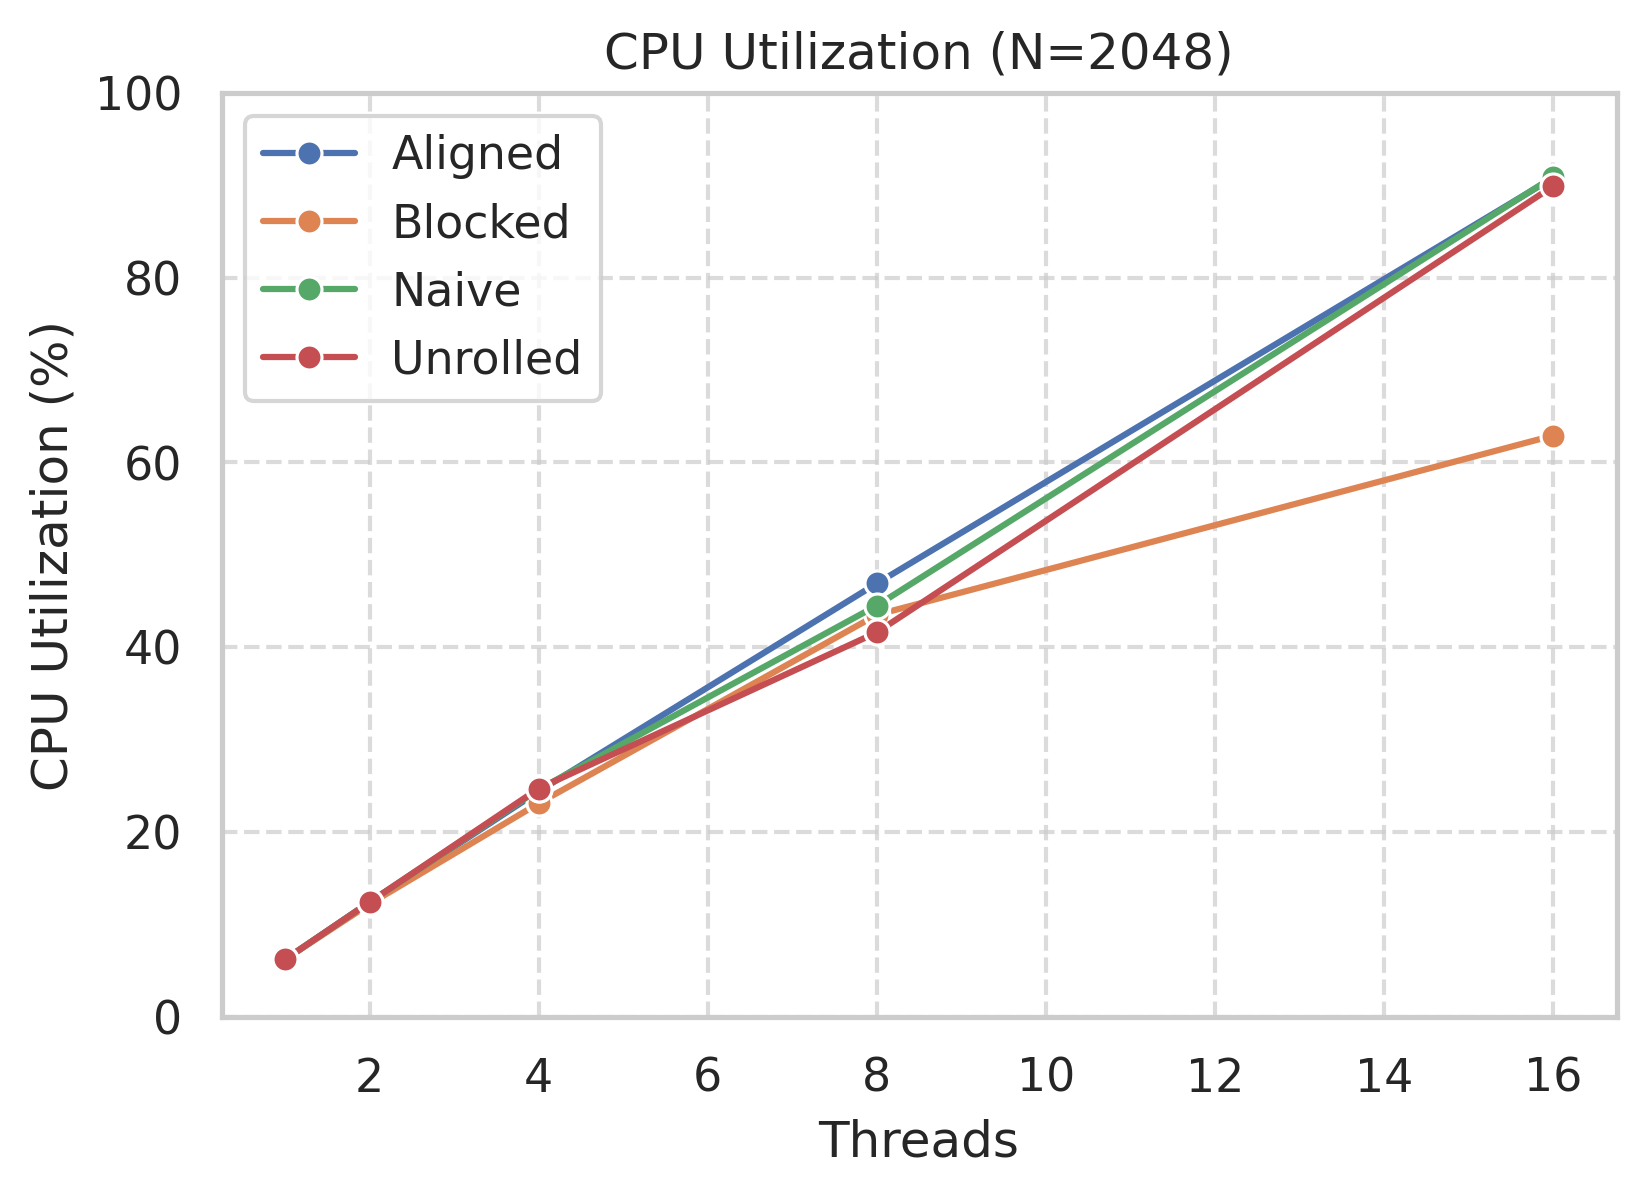 CPU Utilization (N=2048)
100
80
60
40
20
0
CPU Utilization (%)
Aligned
Blocked
Naive
Unrolled
2 4 6 8 10 12 14 16
Threads